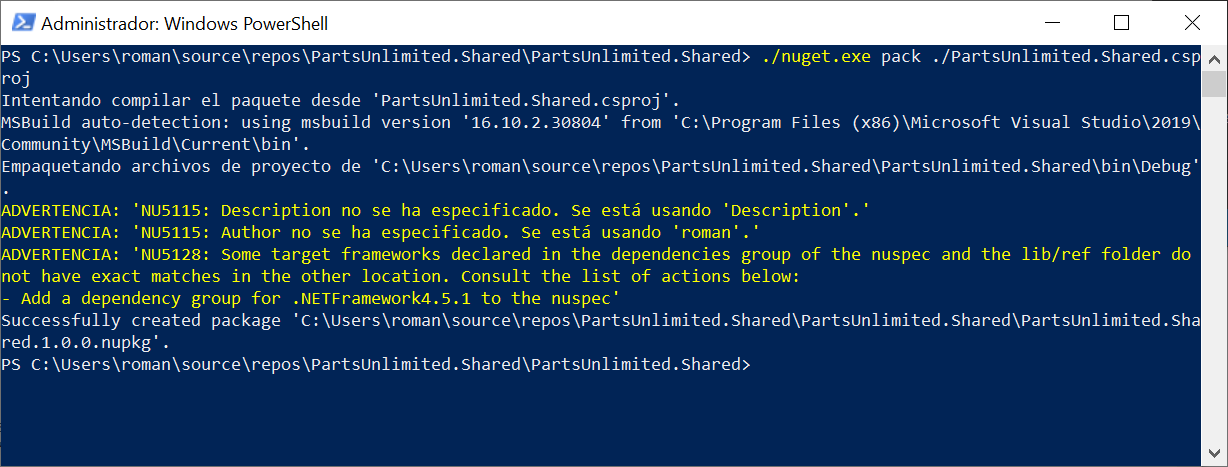 Administrador: Windows PowerShell
PS C:\Users\roman\source\repos\PartsUnlimited.Shared\PartsUnlimited.Shared> ./nuget.exe pack ./PartsUnlimited.Shared.csp
roj
Intentando compilar el paquete desde 'PartsUnlimited.Shared.csproj'.
MSBuild auto-detection: using msbuild version '16.10.2.30804' from 'C:\Program Files (x86)\Microsoft Visual Studio\2019\
Community\MSBuild\Current\bin'.
Empaquetando archivos de proyecto de 'C:\Users\roman\source\repos\PartsUnlimited.Shared\PartsUnlimited.Shared\bin\Debug'
.
ADVERTENCIA: 'NU5115: Description no se ha especificado. Se está usando 'Description'.'
ADVERTENCIA: 'NU5115: Author no se ha especificado. Se está usando 'roman'.'
ADVERTENCIA: 'NU5128: Some target frameworks declared in the dependencies group of the nuspec and the lib/ref folder do
not have exact matches in the other location. Consult the list of actions below:
- Add a dependency group for .NETFramework4.5.1 to the nuspec'
Successfully created package 'C:\Users\roman\source\repos\PartsUnlimited.Shared\PartsUnlimited.Shared\PartsUnlimited.Sha
red.1.0.0.nupkg'.
PS C:\Users\roman\source\repos\PartsUnlimited.Shared\PartsUnlimited.Shared>